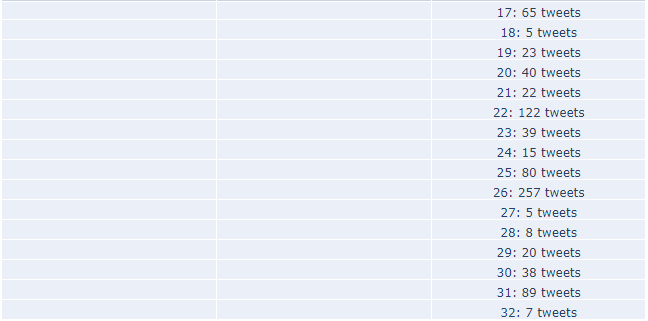 17: 65 tweets
18: 5 tweets
19: 23 tweets
20: 40 tweets
21: 22 tweets
22: 122 tweets
23: 39 tweets
24: 15 tweets
25: 80 tweets
26: 257 tweets
27: 5 tweets
28: 8 tweets
29: 20 tweets
30: 38 tweets
31: 89 tweets
32: 7 tweets